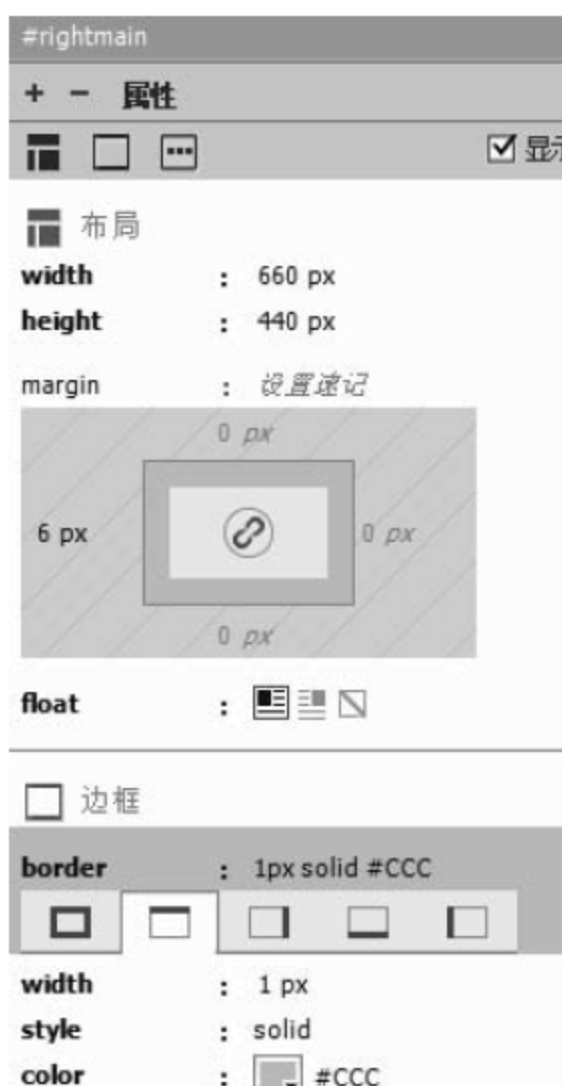 #rightmain
+ - 属性
显示
布局
width : 660 px
height : 440 px
margin : 设置速记
0 px
6 px 0 px
0 px
float :
边框
border : 1px solid #CCC
width : 1 px
style : solid
color : #CCC